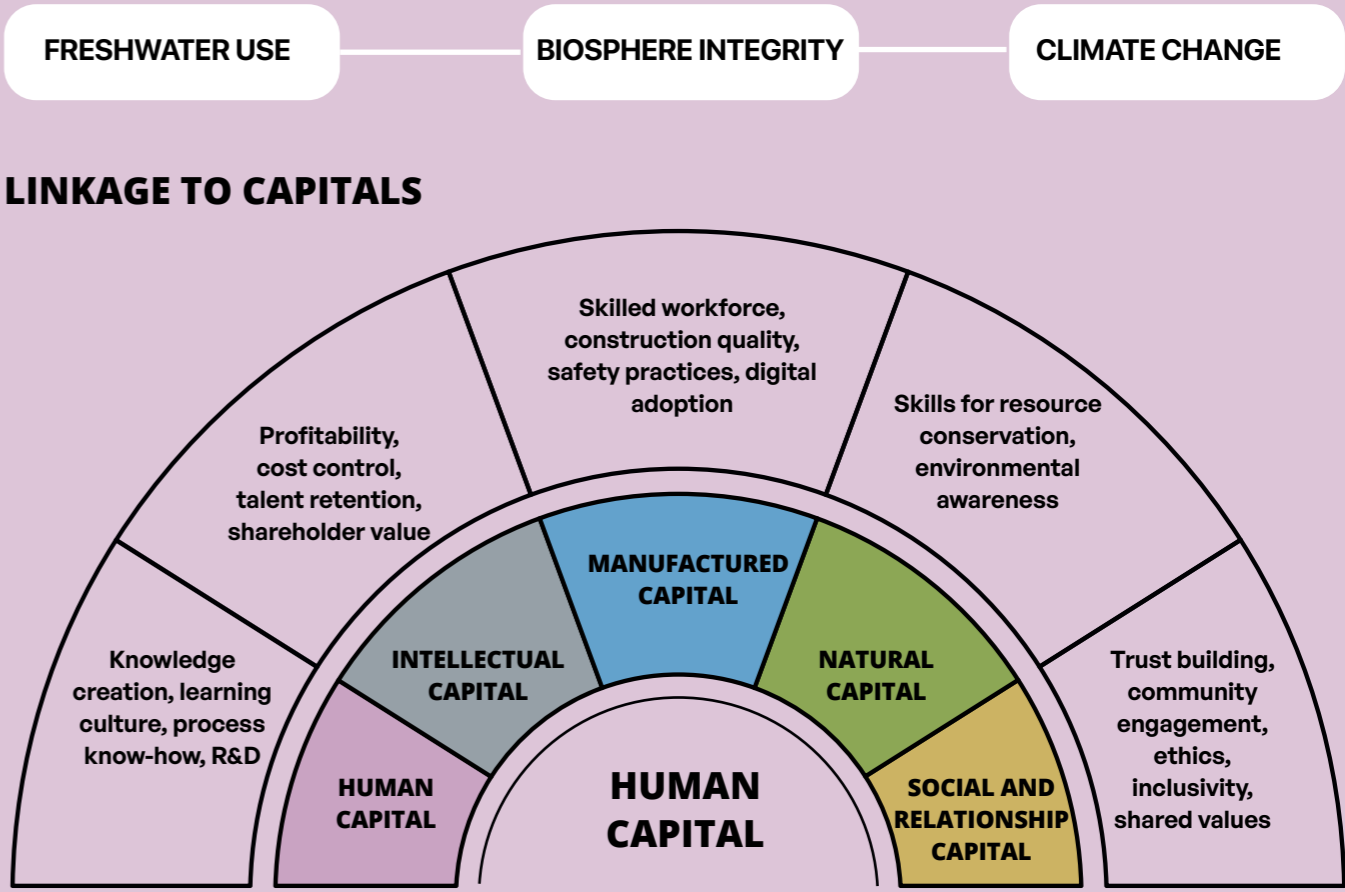 FRESHWATER USE
BIOSPHERE INTEGRITY
CLIMATE CHANGE
LINKAGE TO CAPITALS
Knowledge
creation, learning
culture, process
know-how, R&D
Profitability,
cost control,
talent retention,
shareholder value
Skilled workforce,
construction quality,
safety practices, digital
adoption
Skills for resource
conservation,
environmental
awareness
Trust building,
community
engagement,
ethics,
inclusivity,
shared values
HUMAN
CAPITAL
INTELLECTUAL
CAPITAL
MANUFACTURED
CAPITAL
NATURAL
CAPITAL
SOCIAL AND
RELATIONSHIP
CAPITAL
HUMAN
CAPITAL